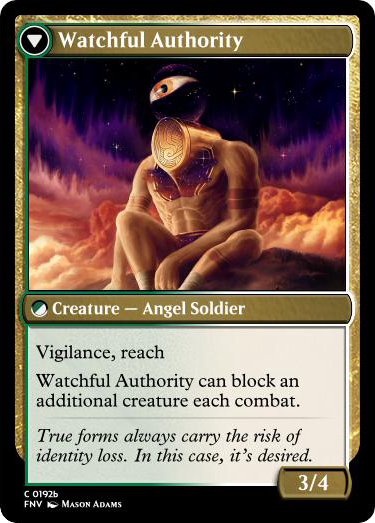 Watchful Authority
Creature — Angel Soldier
Vigilance, reach
Watchful Authority can block an
additional creature each combat.
True forms always carry the risk of
identity loss. In this case, it's desired.
3/4
C 0192b
FNV Mason Adams